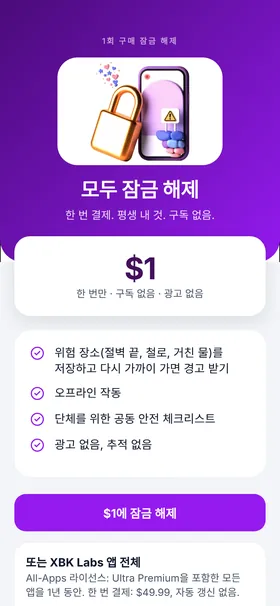 1회 구매 잠금 해제
모두 잠금 해제
한 번 결제. 평생 내 것. 구독 없음.
$1
한 번만 · 구독 없음 · 광고 없음
위험 장소(절벽 끝, 철로, 거친 물)를
저장하고 다시 가까이 가면 경고 받기
오프라인 작동
단체를 위한 공동 안전 체크리스트
광고 없음, 추적 없음
$1에 잠금 해제
또는 XBK Labs 앱 전체
All-Apps 라이선스: Ultra Premium을 포함한 모든
앱을 1년 동안. 한 번 결제: $49.99, 자동 갱신 없음.